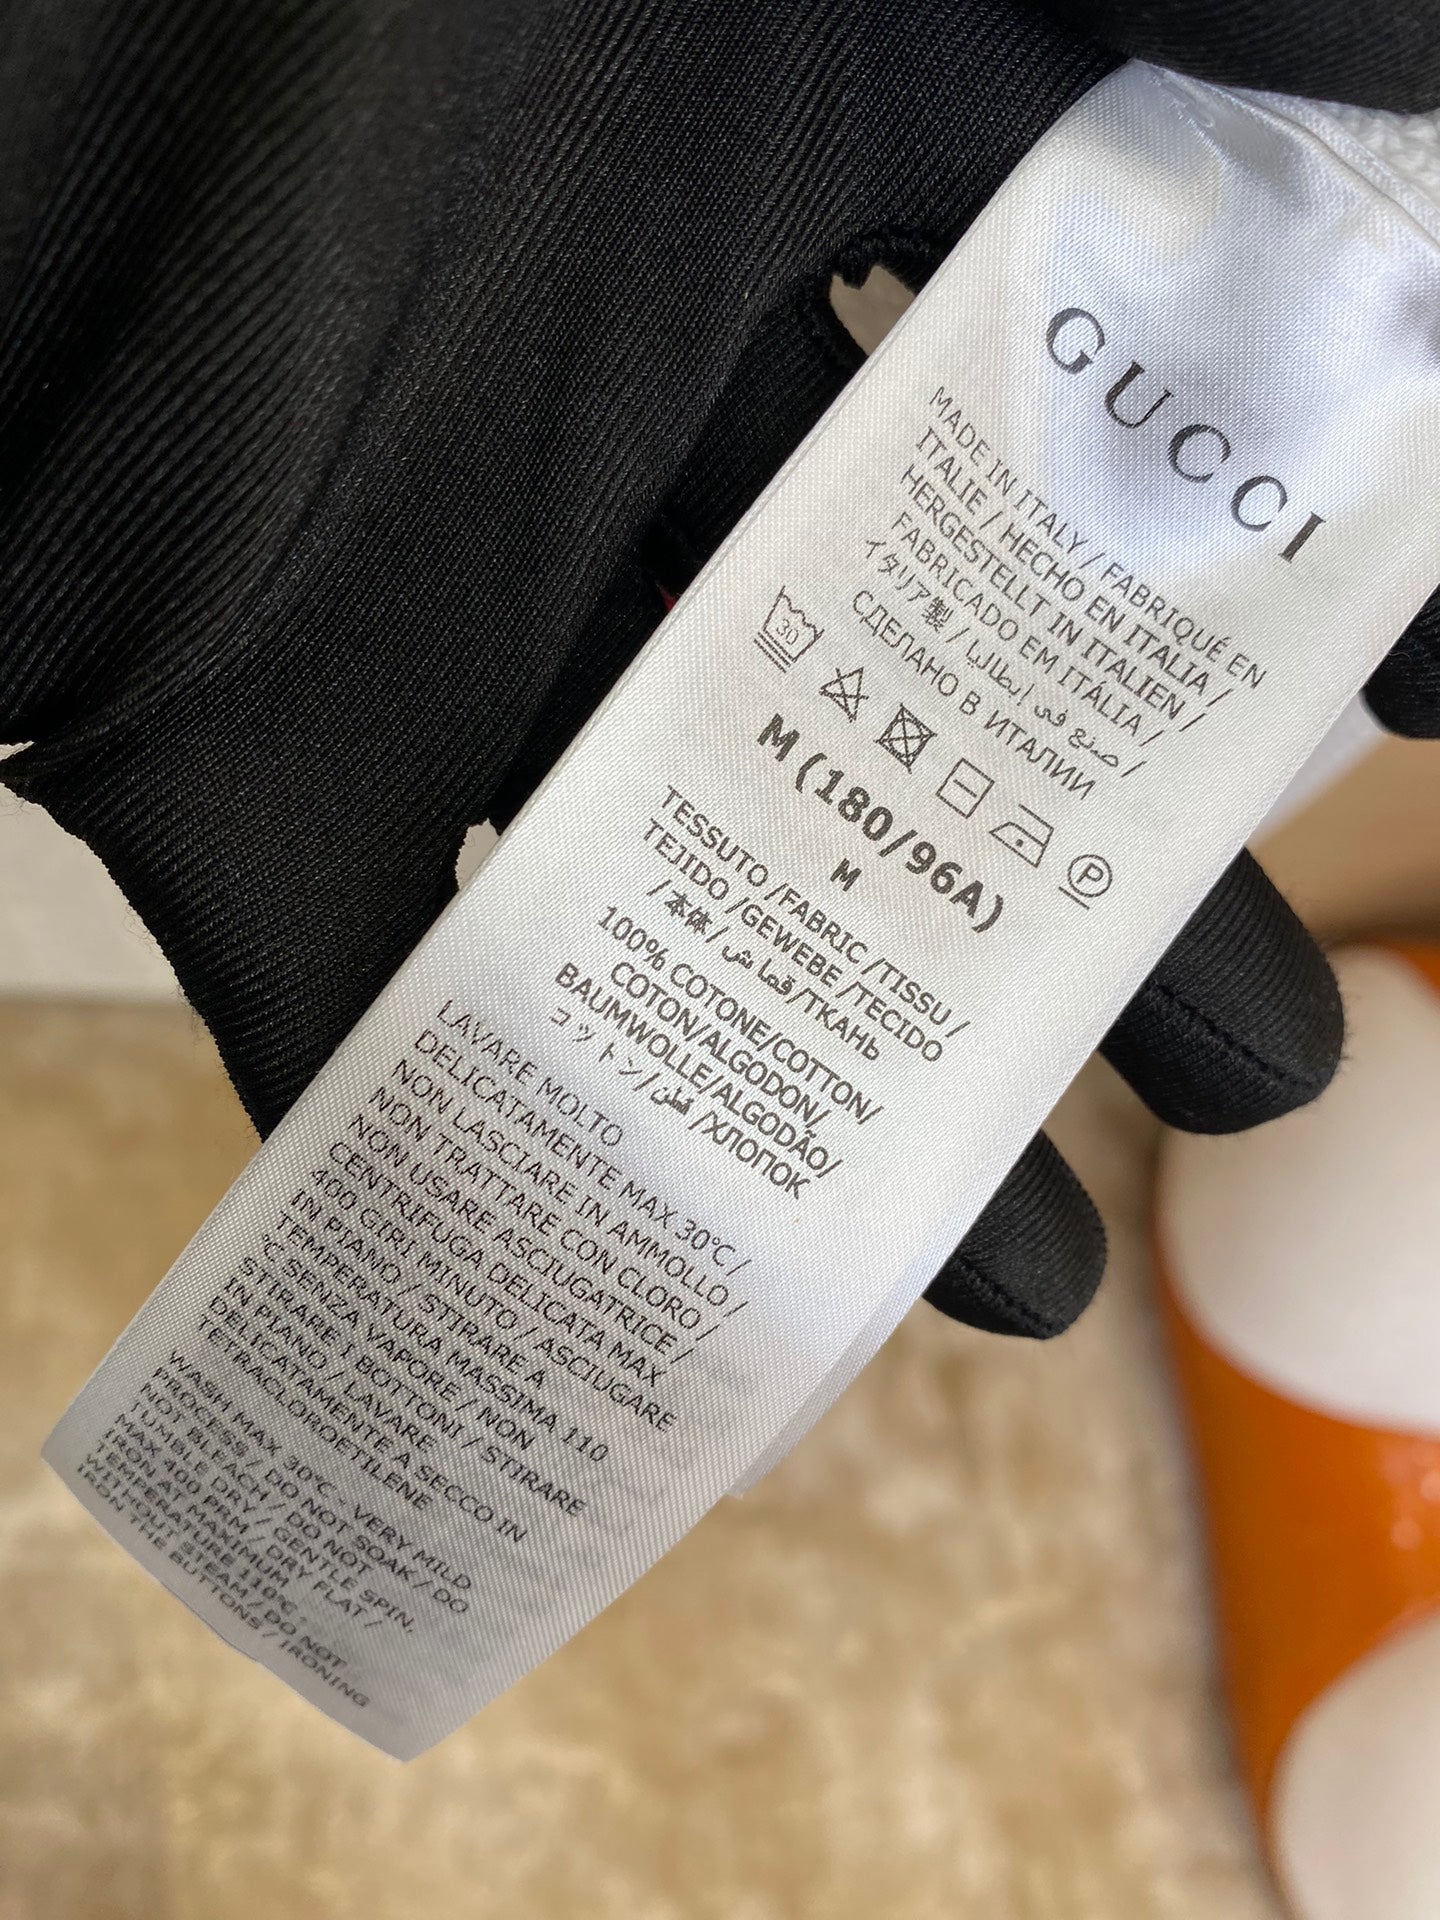 GUCCI
MADE IN ITALY / FABRIQUÉ EN
ITALIE / HECHO EN ITALIA /
HERGESTELLT IN ITALIEN /
FABRICADO EM ITÁLIA /
イタリア製 / صنع في إيطاليا /
СДЕЛАНО В ИТАЛИИ
30
P
M (180/96A)
M
TESSUTO /FABRIC /TISSU /
TEJIDO /GEWEBE /TECIDO
/本体/ قماش /ТКАНЬ
100% COTONE/COTTON/
COTON/ALGODON/
BAUMWOLLE/ALGODÃO/
コットン/ قطن /ХЛОПОК
LAVARE MOLTO
DELICATAMENTE MAX 30°C /
NON LASCIARE IN AMMOLLO /
NON TRATTARE CON CLORO /
NON USARE ASCIUGATRICE /
CENTRIFUGA DELICATA MAX
400 GIRI MINUTO / ASCIUGARE
IN PIANO / STIRARE A
TEMPERATURA MASSIMA 110
°C SENZA VAPORE / NON
STIRARE I BOTTONI / STIRARE
IN PIANO / LAVARE
DELICATAMENTE A SECCO IN
TETRACLOROETILENE
WASH MAX 30°C - VERY MILD
PROCESS / DO NOT SOAK / DO
NOT BLEACH / DO NOT
TUMBLE DRY / GENTLE SPIN,
MAX 400 PRM / DRY FLAT /
IRON AT MAXIMUM
TEMPERATURE 110°C -
WITHOUT STEAM / DO NOT
IRON THE BUTTONS / IRONING